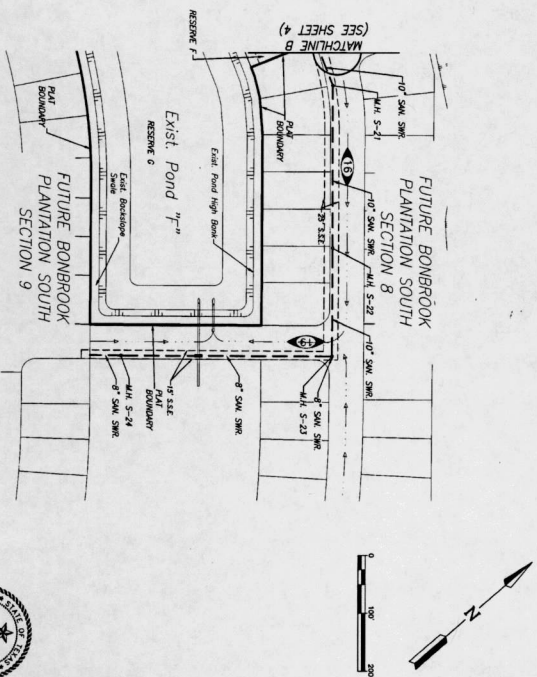 MATCHLINE B
(SEE SHEET 4)
RESERVE F
PLAT
BOUNDARY
10" SAN. SWR.
M.H. S-21
16
10" SAN. SWR.
25' S.S.E.
M.H. S-22
10" SAN. SWR.
FUTURE BONBROOK
PLANTATION SOUTH
SECTION 8
PLAT
BOUNDARY
Exist. Pond High Bank
Exist. Pond "F"
RESERVE G
Exist. Backslope
Swale
FUTURE BONBROOK
PLANTATION SOUTH
SECTION 9
19
8" SAN. SWR.
M.H. S-23
8" SAN. SWR.
15' S.S.E.
PLAT
BOUNDARY
M.H. S-24
8" SAN. SWR.
0
100'
200
N
STATE OF TEXAS